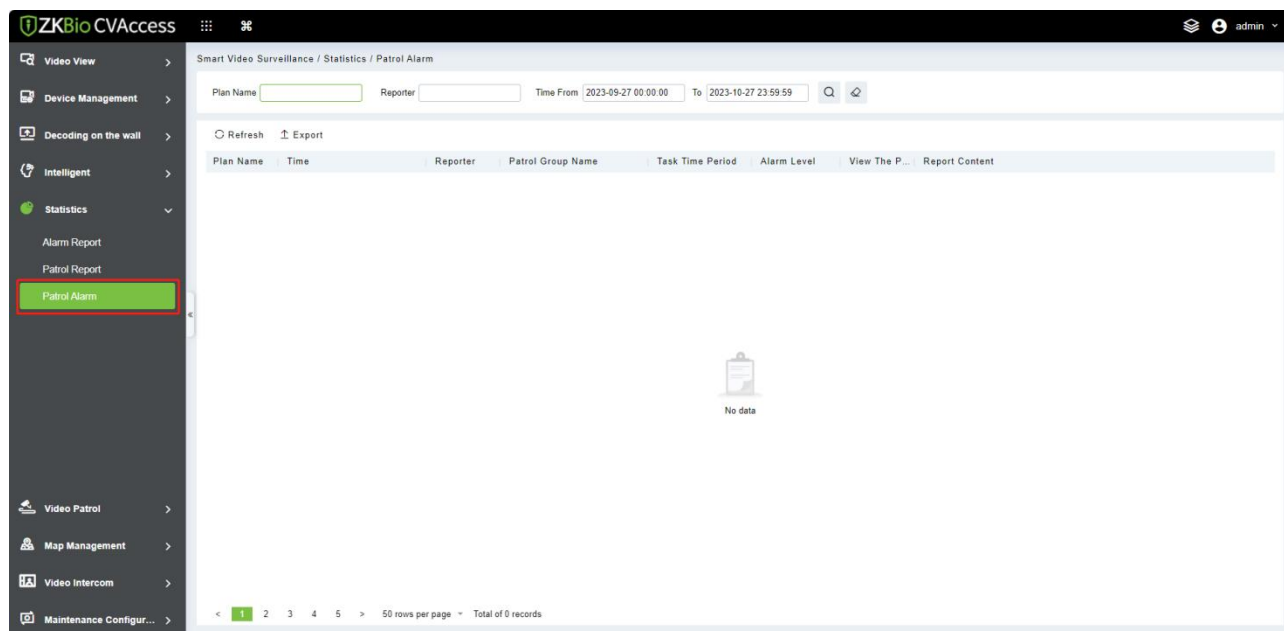 ZKBio CVAccess
admin
Video View
Device Management
Decoding on the wall
Intelligent
Statistics
Alarm Report
Patrol Report
Patrol Alarm
Video Patrol
Map Management
Video Intercom
Maintenance Configur...
Smart Video Surveillance / Statistics / Patrol Alarm
Plan Name Reporter Time From 2023-09-27 00:00:00 To 2023-10-27 23:59:59
Refresh Export
Plan Name Time Reporter Patrol Group Name Task Time Period Alarm Level View The P... Report Content
No data
< 1 2 3 4 5 > 50 rows per page Total of 0 records